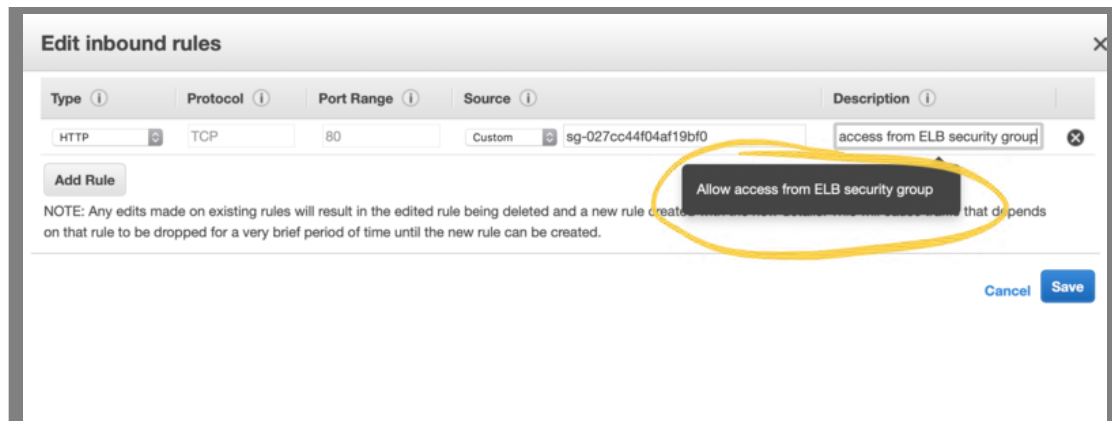 Edit inbound rules
Type Protocol Port Range Source Description
HTTP TCP 80 Custom sg-027cc44f04af19bf0 access from ELB security group
Add Rule
Allow access from ELB security group
NOTE: Any edits made on existing rules will result in the edited rule being deleted and a new rule created that depends
on that rule to be dropped for a very brief period of time until the new rule can be created.
Cancel Save